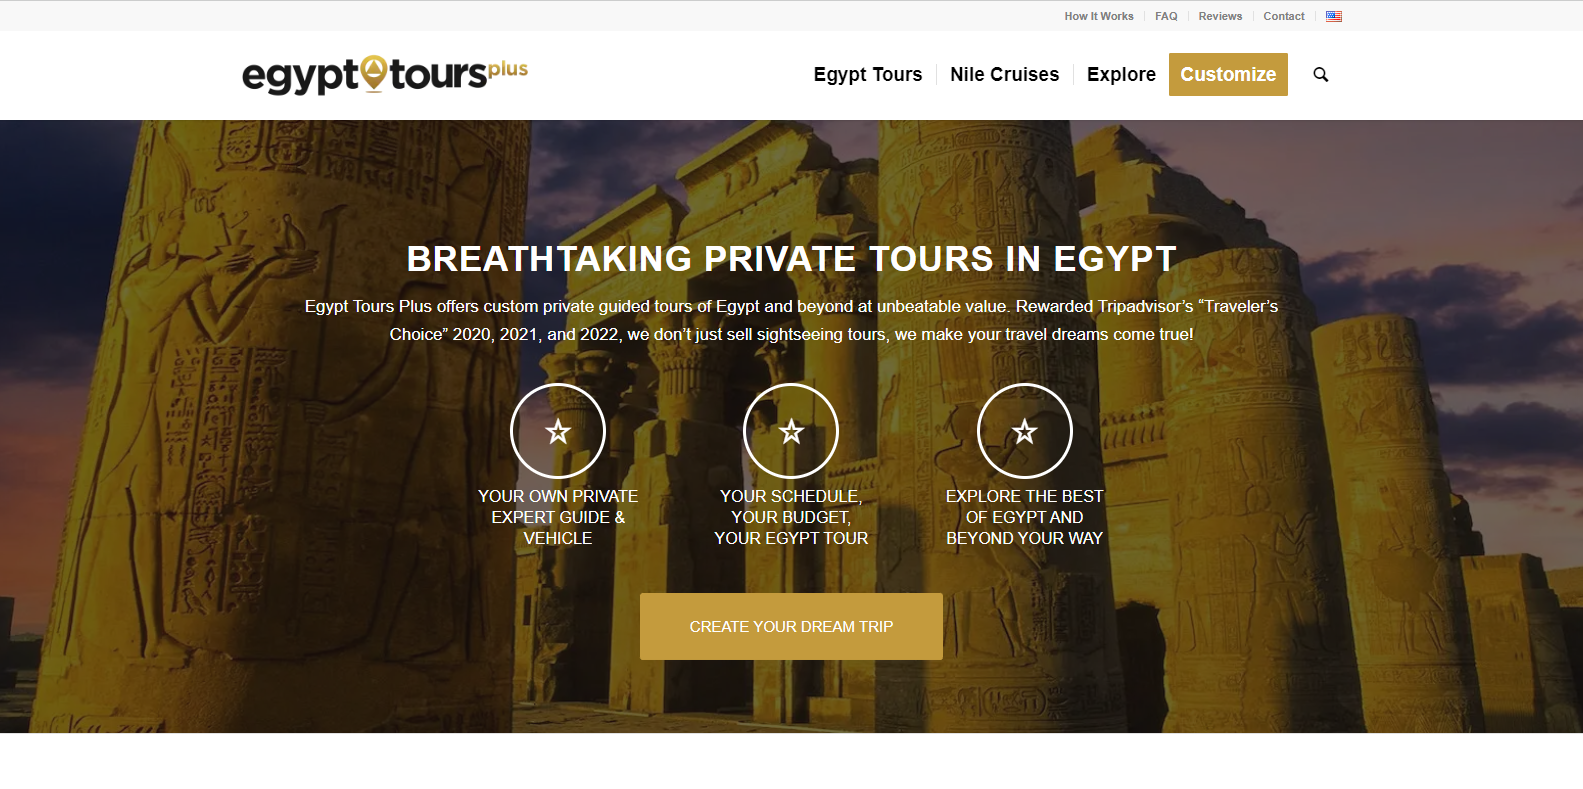 How It Works
FAQ
Reviews
Contact
egypt tours plus
Egypt Tours
Nile Cruises
Explore
Customize
BREATHTAKING PRIVATE TOURS IN EGYPT
Egypt Tours Plus offers custom private guided tours of Egypt and beyond at unbeatable value. Rewarded Tripadvisor’s “Traveler’s
Choice” 2020, 2021, and 2022, we don’t just sell sightseeing tours, we make your travel dreams come true!
YOUR OWN PRIVATE
EXPERT GUIDE &
VEHICLE
YOUR SCHEDULE,
YOUR BUDGET,
YOUR EGYPT TOUR
EXPLORE THE BEST
OF EGYPT AND
BEYOND YOUR WAY
CREATE YOUR DREAM TRIP